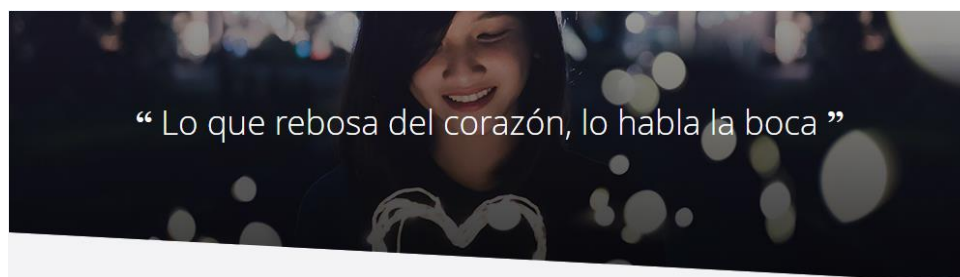 “ Lo que rebosa del corazón, lo habla la boca ”